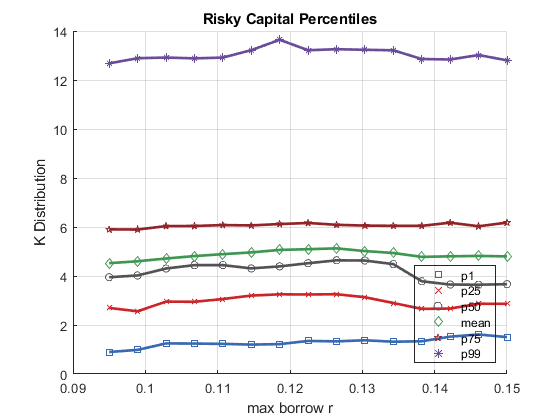 Risky Capital Percentiles
14
12
10
8
6
4
2
0
K Distribution
p1
p25
p50
mean
p75
p99
0.09
0.1
0.11
0.12
0.13
0.14
0.15
max borrow r